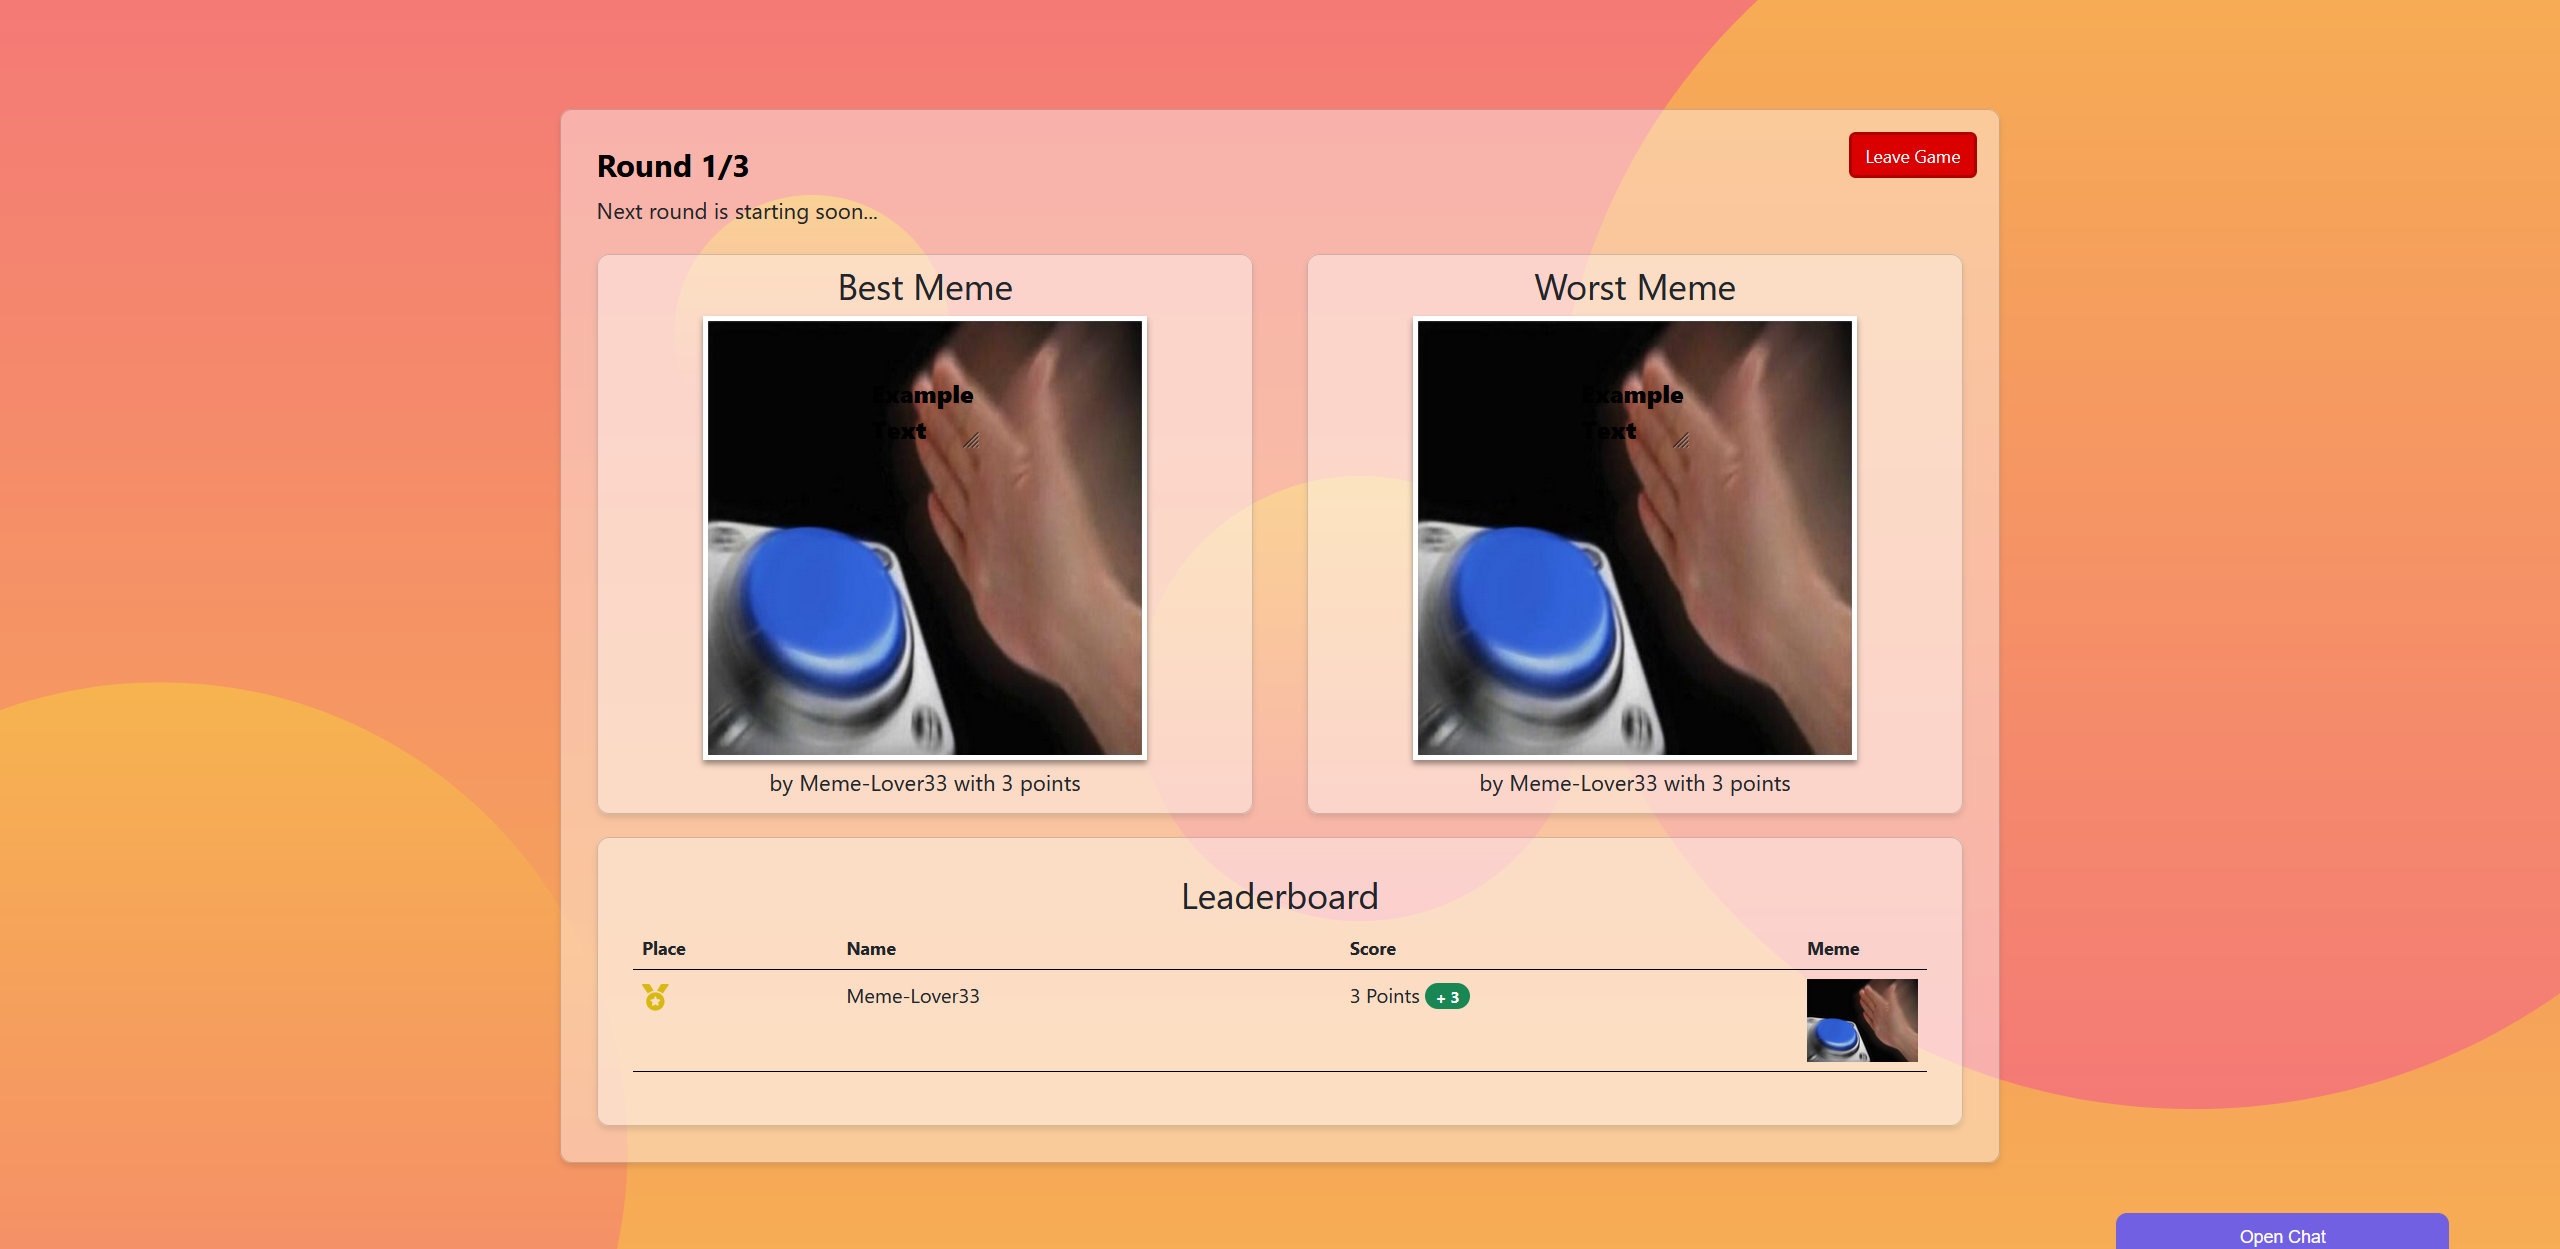 Round 1/3
Leave Game
Next round is starting soon...
Best Meme
Example
Text
by Meme-Lover33 with 3 points
Worst Meme
Example
Text
by Meme-Lover33 with 3 points
Leaderboard
Place Name Score Meme
Meme-Lover33 3 Points + 3
Open Chat